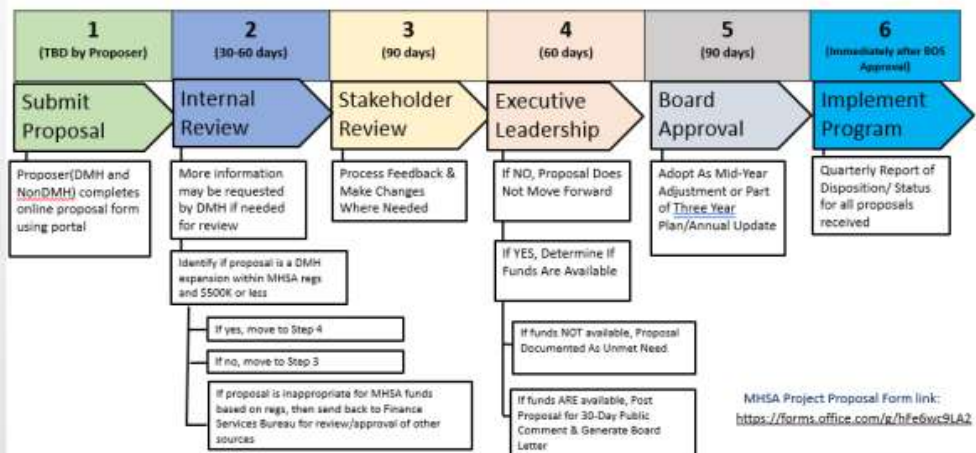 1
(TBD by Proposer)
Submit
Proposal
Proposer(DMH and
NonDMH) completes
online proposal form
using portal
2
(30-60 days)
Internal
Review
More information
may be requested
by DMH if needed
for review
Identify if proposal is a DMH
expansion within MHSA regs
and $500K or less
If yes, move to Step 4
If no, move to Step 3
If proposal is inappropriate for MHSA funds
based on regs, then send back to Finance
Services Bureau for review/approval of other
sources
3
(90 days)
Stakeholder
Review
Process Feedback &
Make Changes
Where Needed
4
(60 days)
Executive
Leadership
If NO, Proposal Does
Not Move Forward
If YES, Determine If
Funds Are Available
If funds NOT available, Proposal
Documented As Unmet Need
If funds ARE available, Post
Proposal for 30-Day Public
Comment & Generate Board
Letter
5
(90 days)
Board
Approval
Adopt As Mid-Year
Adjustment or Part
of Three Year
Plan/Annual Update
6
(Immediately after BOS
Approval)
Implement
Program
Quarterly Report of
Disposition/ Status
for all proposals
received
MHSA Project Proposal Form link:
https://forms.office.com/g/hFe6wc9LA2